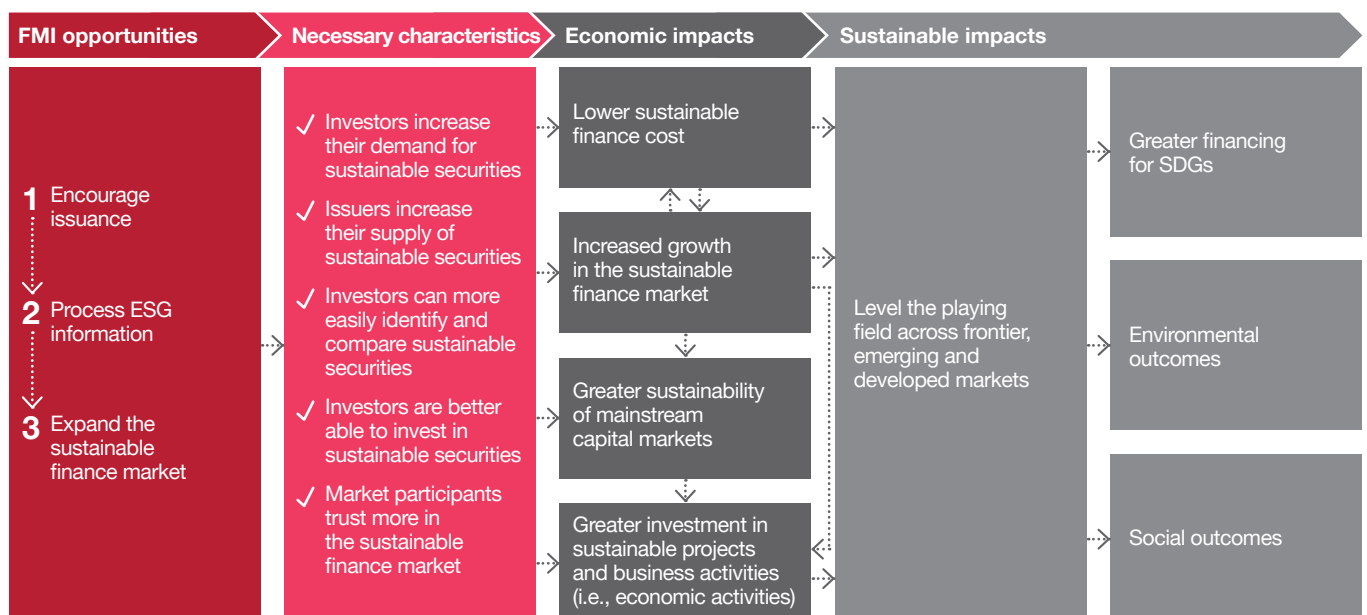 FMI opportunities
Necessary characteristics
Economic impacts
Sustainable impacts
1 Encourage
issuance
2 Process ESG
information
3 Expand the
sustainable
finance market
✓ Investors increase
their demand for
sustainable securities
✓ Issuers increase
their supply of
sustainable securities
✓ Investors can more
easily identify and
compare sustainable
securities
✓ Investors are better
able to invest in
sustainable securities
✓ Market participants
trust more in
the sustainable
finance market
Lower sustainable
finance cost
Increased growth
in the sustainable
finance market
Greater sustainability
of mainstream
capital markets
Greater investment in
sustainable projects
and business activities
(i.e., economic activities)
Level the playing
field across frontier,
emerging and
developed markets
Greater financing
for SDGs
Environmental
outcomes
Social outcomes